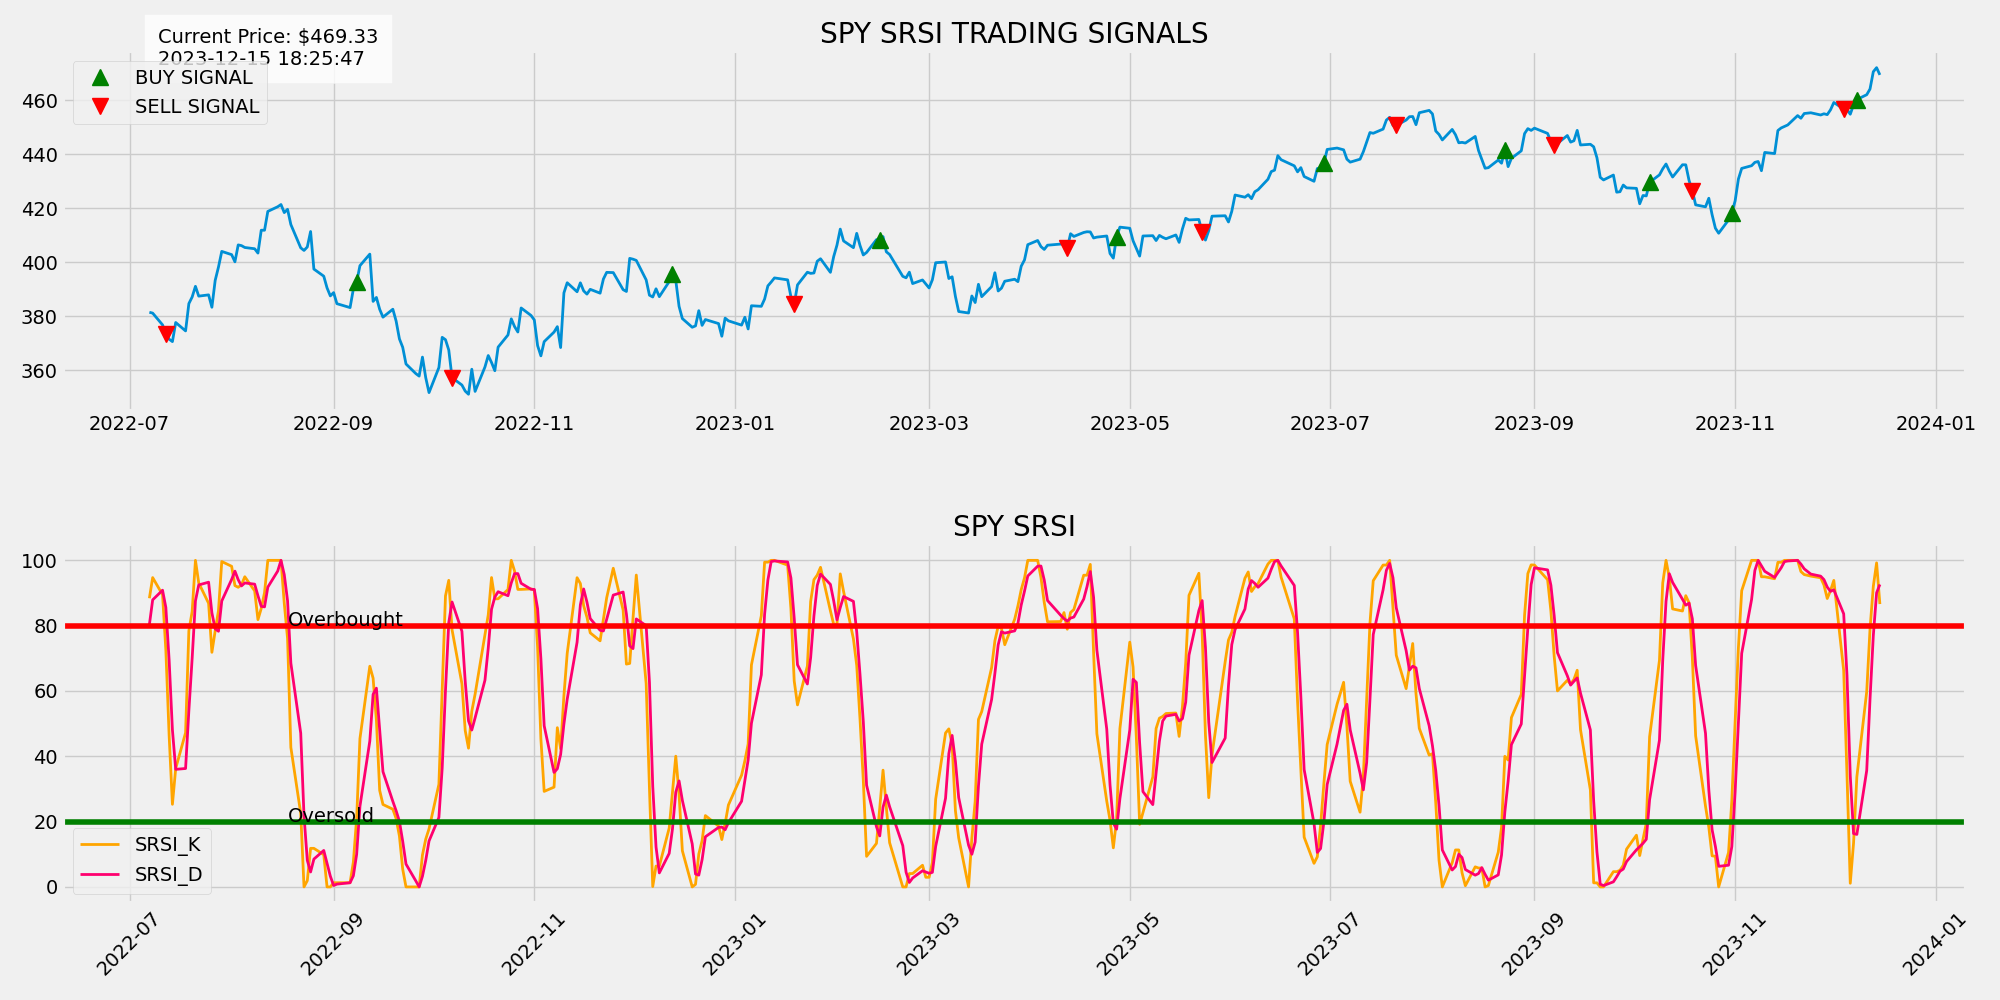 SPY SRSI TRADING SIGNALS
Current Price: $469.33
2023-12-15 18:25:47
BUY SIGNAL
SELL SIGNAL
460
440
420
400
380
360
2022-07 2022-09 2022-11 2023-01 2023-03 2023-05 2023-07 2023-09 2023-11 2024-01
SPY SRSI
100
80
60
40
20
0
Overbought
Oversold
SRSI_K
SRSI_D
2022-07 2022-09 2022-11 2023-01 2023-03 2023-05 2023-07 2023-09 2023-11 2024-01